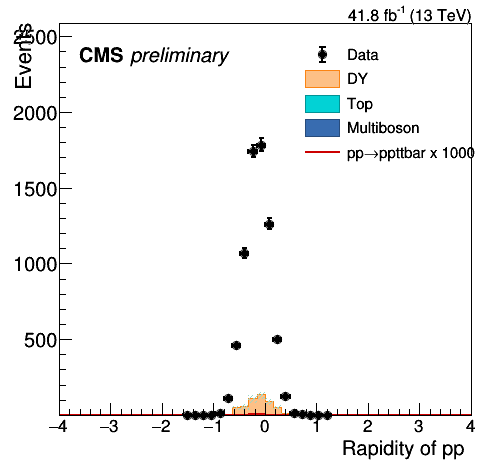 41.8 fb-1 (13 TeV)
Events
CMS preliminary
Data
DY
Top
Multiboson
pp→ppttbar x 1000
2500
2000
1500
1000
500
−4 −3 −2 −1 0 1 2 3 4
Rapidity of pp